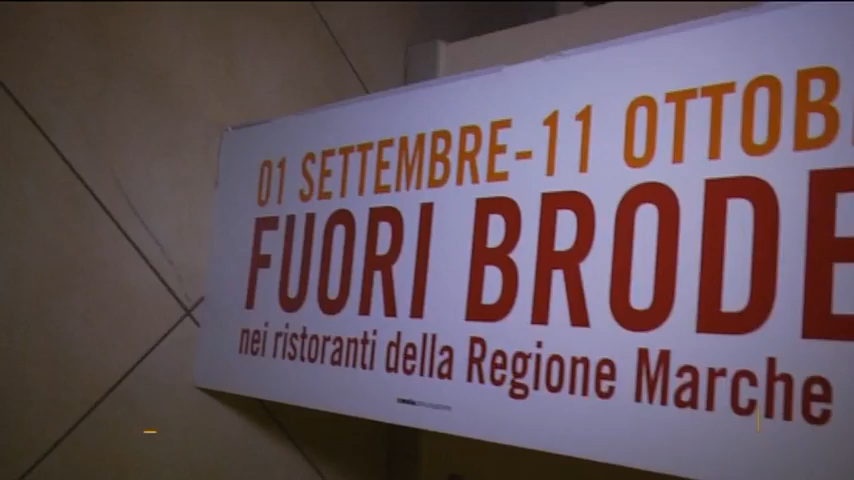 01 SETTEMBRE-11 OTTOB
FUORI BRODE
nei ristoranti della Regione Marche